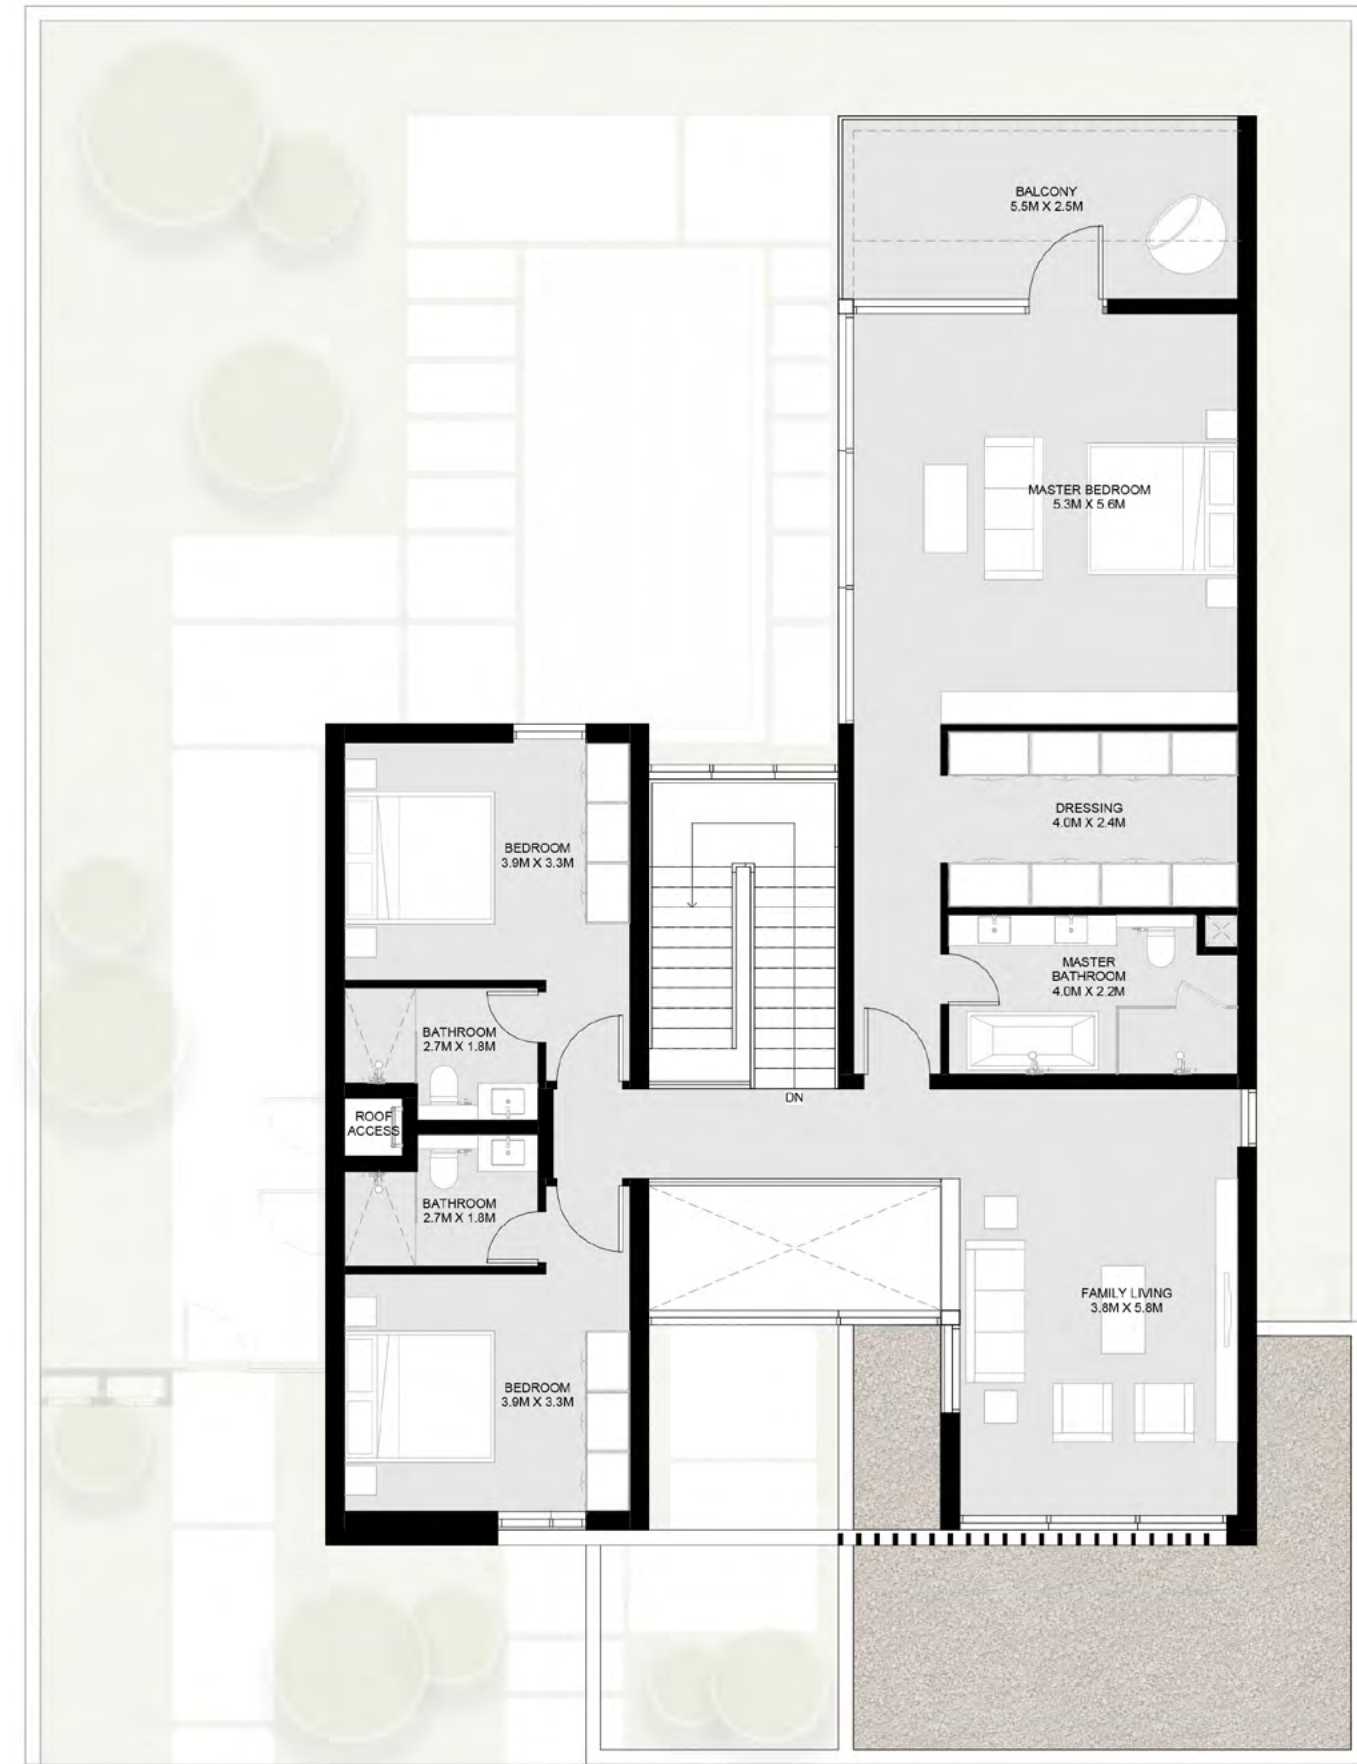 BALCONY
5.5M X 2.5M
MASTER BEDROOM
5.3M X 5.6M
DRESSING
4.0M X 2.4M
BEDROOM
3.9M X 3.3M
MASTER
BATHROOM
4.0M X 2.2M
BATHROOM
2.7M X 1.8M
DN
ROOF
ACCESS
BATHROOM
2.7M X 1.8M
FAMILY LIVING
3.8M X 5.8M
BEDROOM
3.9M X 3.3M